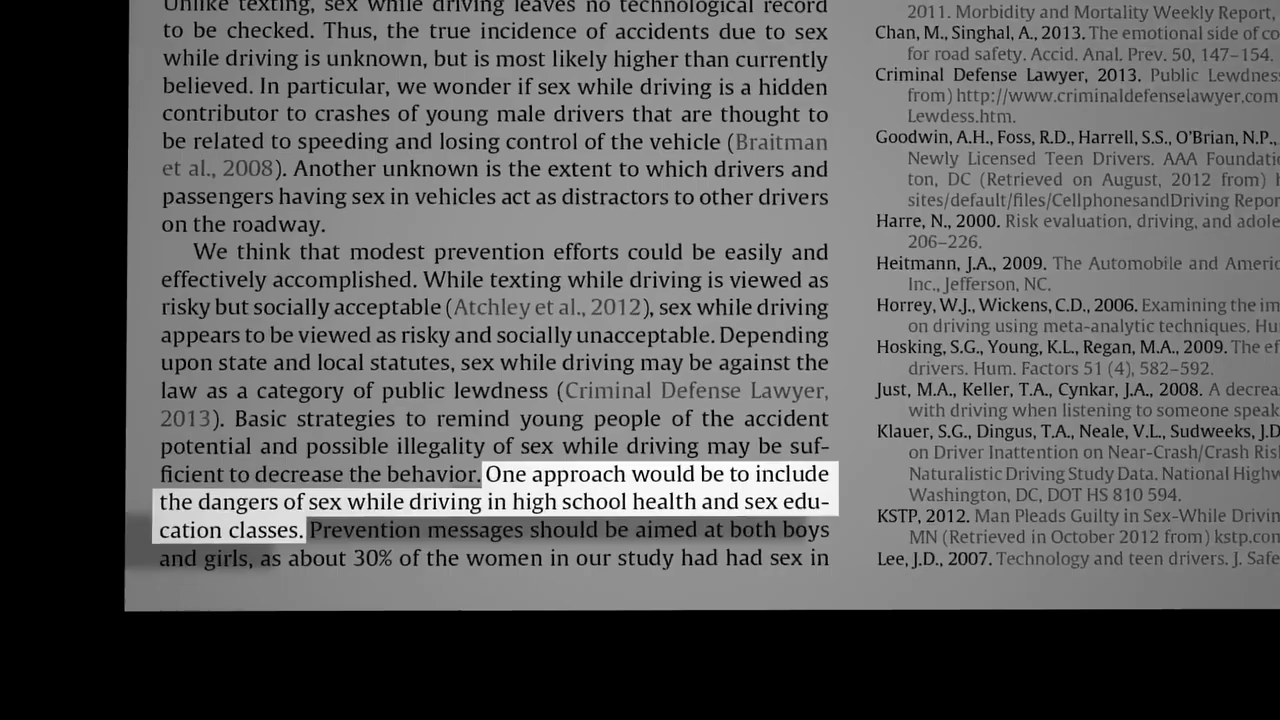 Unlike texting, sex while driving leaves no technological record
to be checked. Thus, the true incidence of accidents due to sex
while driving is unknown, but is most likely higher than currently
believed. In particular, we wonder if sex while driving is a hidden
contributor to crashes of young male drivers that are thought to
be related to speeding and losing control of the vehicle (Braitman
et al., 2008). Another unknown is the extent to which drivers and
passengers having sex in vehicles act as distractors to other drivers
on the roadway.
We think that modest prevention efforts could be easily and
effectively accomplished. While texting while driving is viewed as
risky but socially acceptable (Atchley et al., 2012), sex while driving
appears to be viewed as risky and socially unacceptable. Depending
upon state and local statutes, sex while driving may be against the
law as a category of public lewdness (Criminal Defense Lawyer,
2013). Basic strategies to remind young people of the accident
potential and possible illegality of sex while driving may be suf-
ficient to decrease the behavior. One approach would be to include
the dangers of sex while driving in high school health and sex edu-
cation classes. Prevention messages should be aimed at both boys
and girls, as about 30% of the women in our study had had sex in
2011. Morbidity and Mortality Weekly Report,
Chan, M., Singhal, A., 2013. The emotional side of co
for road safety. Accid. Anal. Prev. 50, 147–154.
Criminal Defense Lawyer, 2013. Public Lewdnes
from) http://www.criminaldefenselawyer.com
Lewdess.htm.
Goodwin, A.H., Foss, R.D., Harrell, S.S., O'Brian, N.P.,
Newly Licensed Teen Drivers. AAA Foundati
ton, DC (Retrieved on August, 2012 from)
sites/default/files/CellphonesandDriving Repor
Harre, N., 2000. Risk evaluation, driving, and adole
206–226.
Heitmann, J.A., 2009. The Automobile and Americ
Inc., Jefferson, NC.
Horrey, W.J., Wickens, C.D., 2006. Examining the im
on driving using meta-analytic techniques. Hu
Hosking, S.G., Young, K.L., Regan, M.A., 2009. The ef
drivers. Hum. Factors 51 (4), 582–592.
Just, M.A., Keller, T.A., Cynkar, J.A., 2008. A decrea
with driving when listening to someone speak
Klauer, S.G., Dingus, T.A., Neale, V.L., Sudweeks, J.D
on Driver Inattention on Near-Crash/Crash Ris
Naturalistic Driving Study Data. National Highw
Washington, DC, DOT HS 810 594.
KSTP, 2012. Man Pleads Guilty in Sex-While Drivin
MN (Retrieved in October 2012 from) kstp.com
Lee, J.D., 2007. Technology and teen drivers. J. Safe